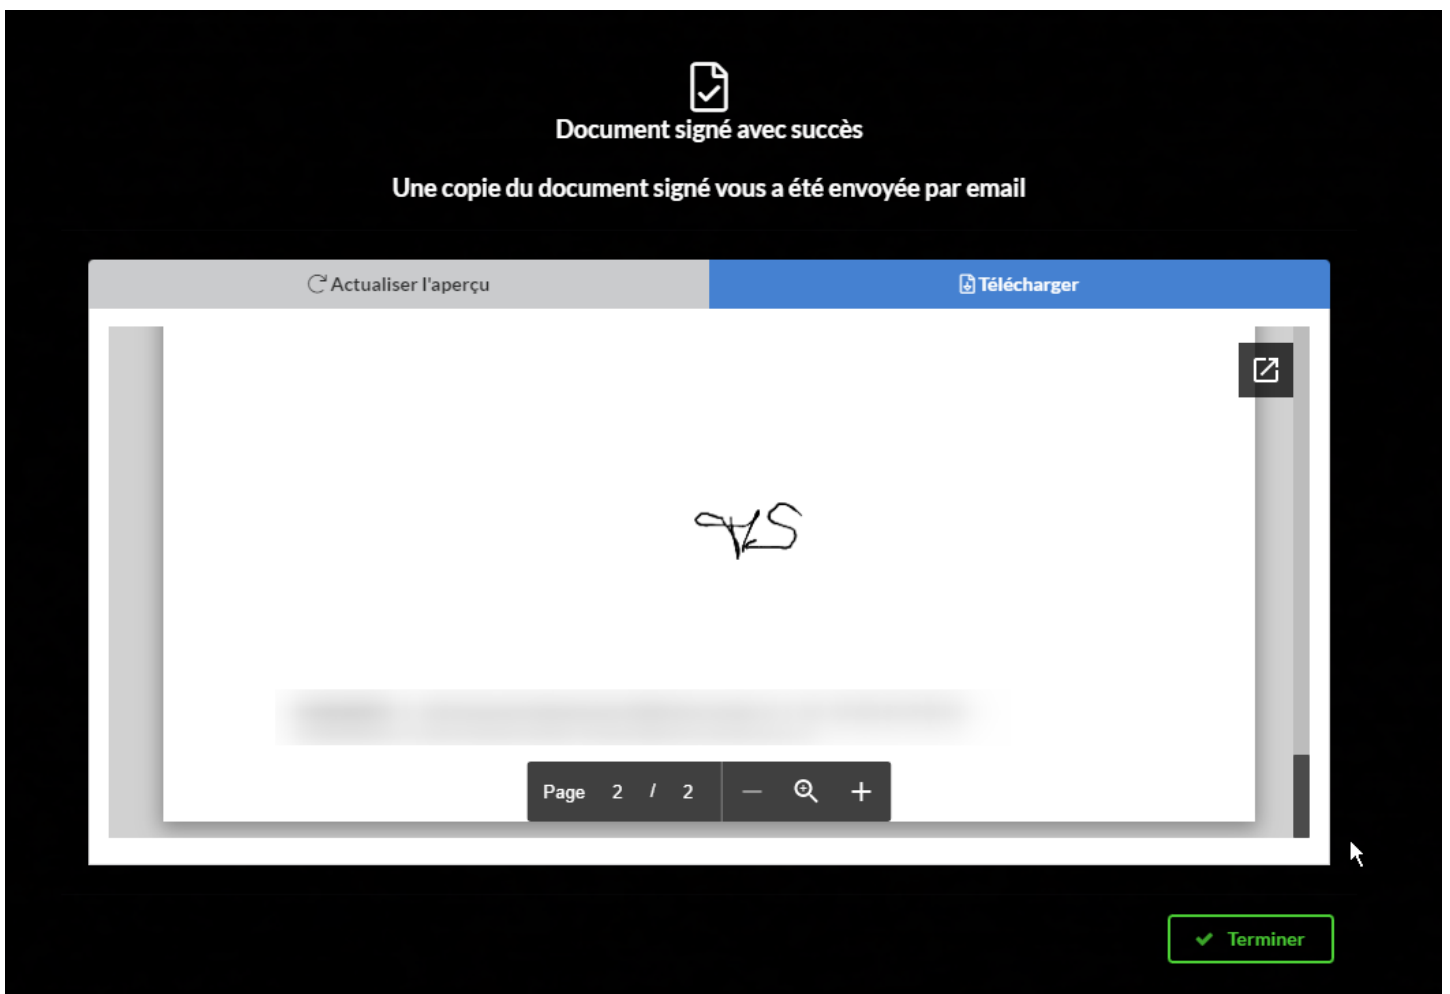 Document signé avec succès
Une copie du document signé vous a été envoyée par email
Actualiser l'aperçu
Télécharger
Page 2 / 2
Terminer